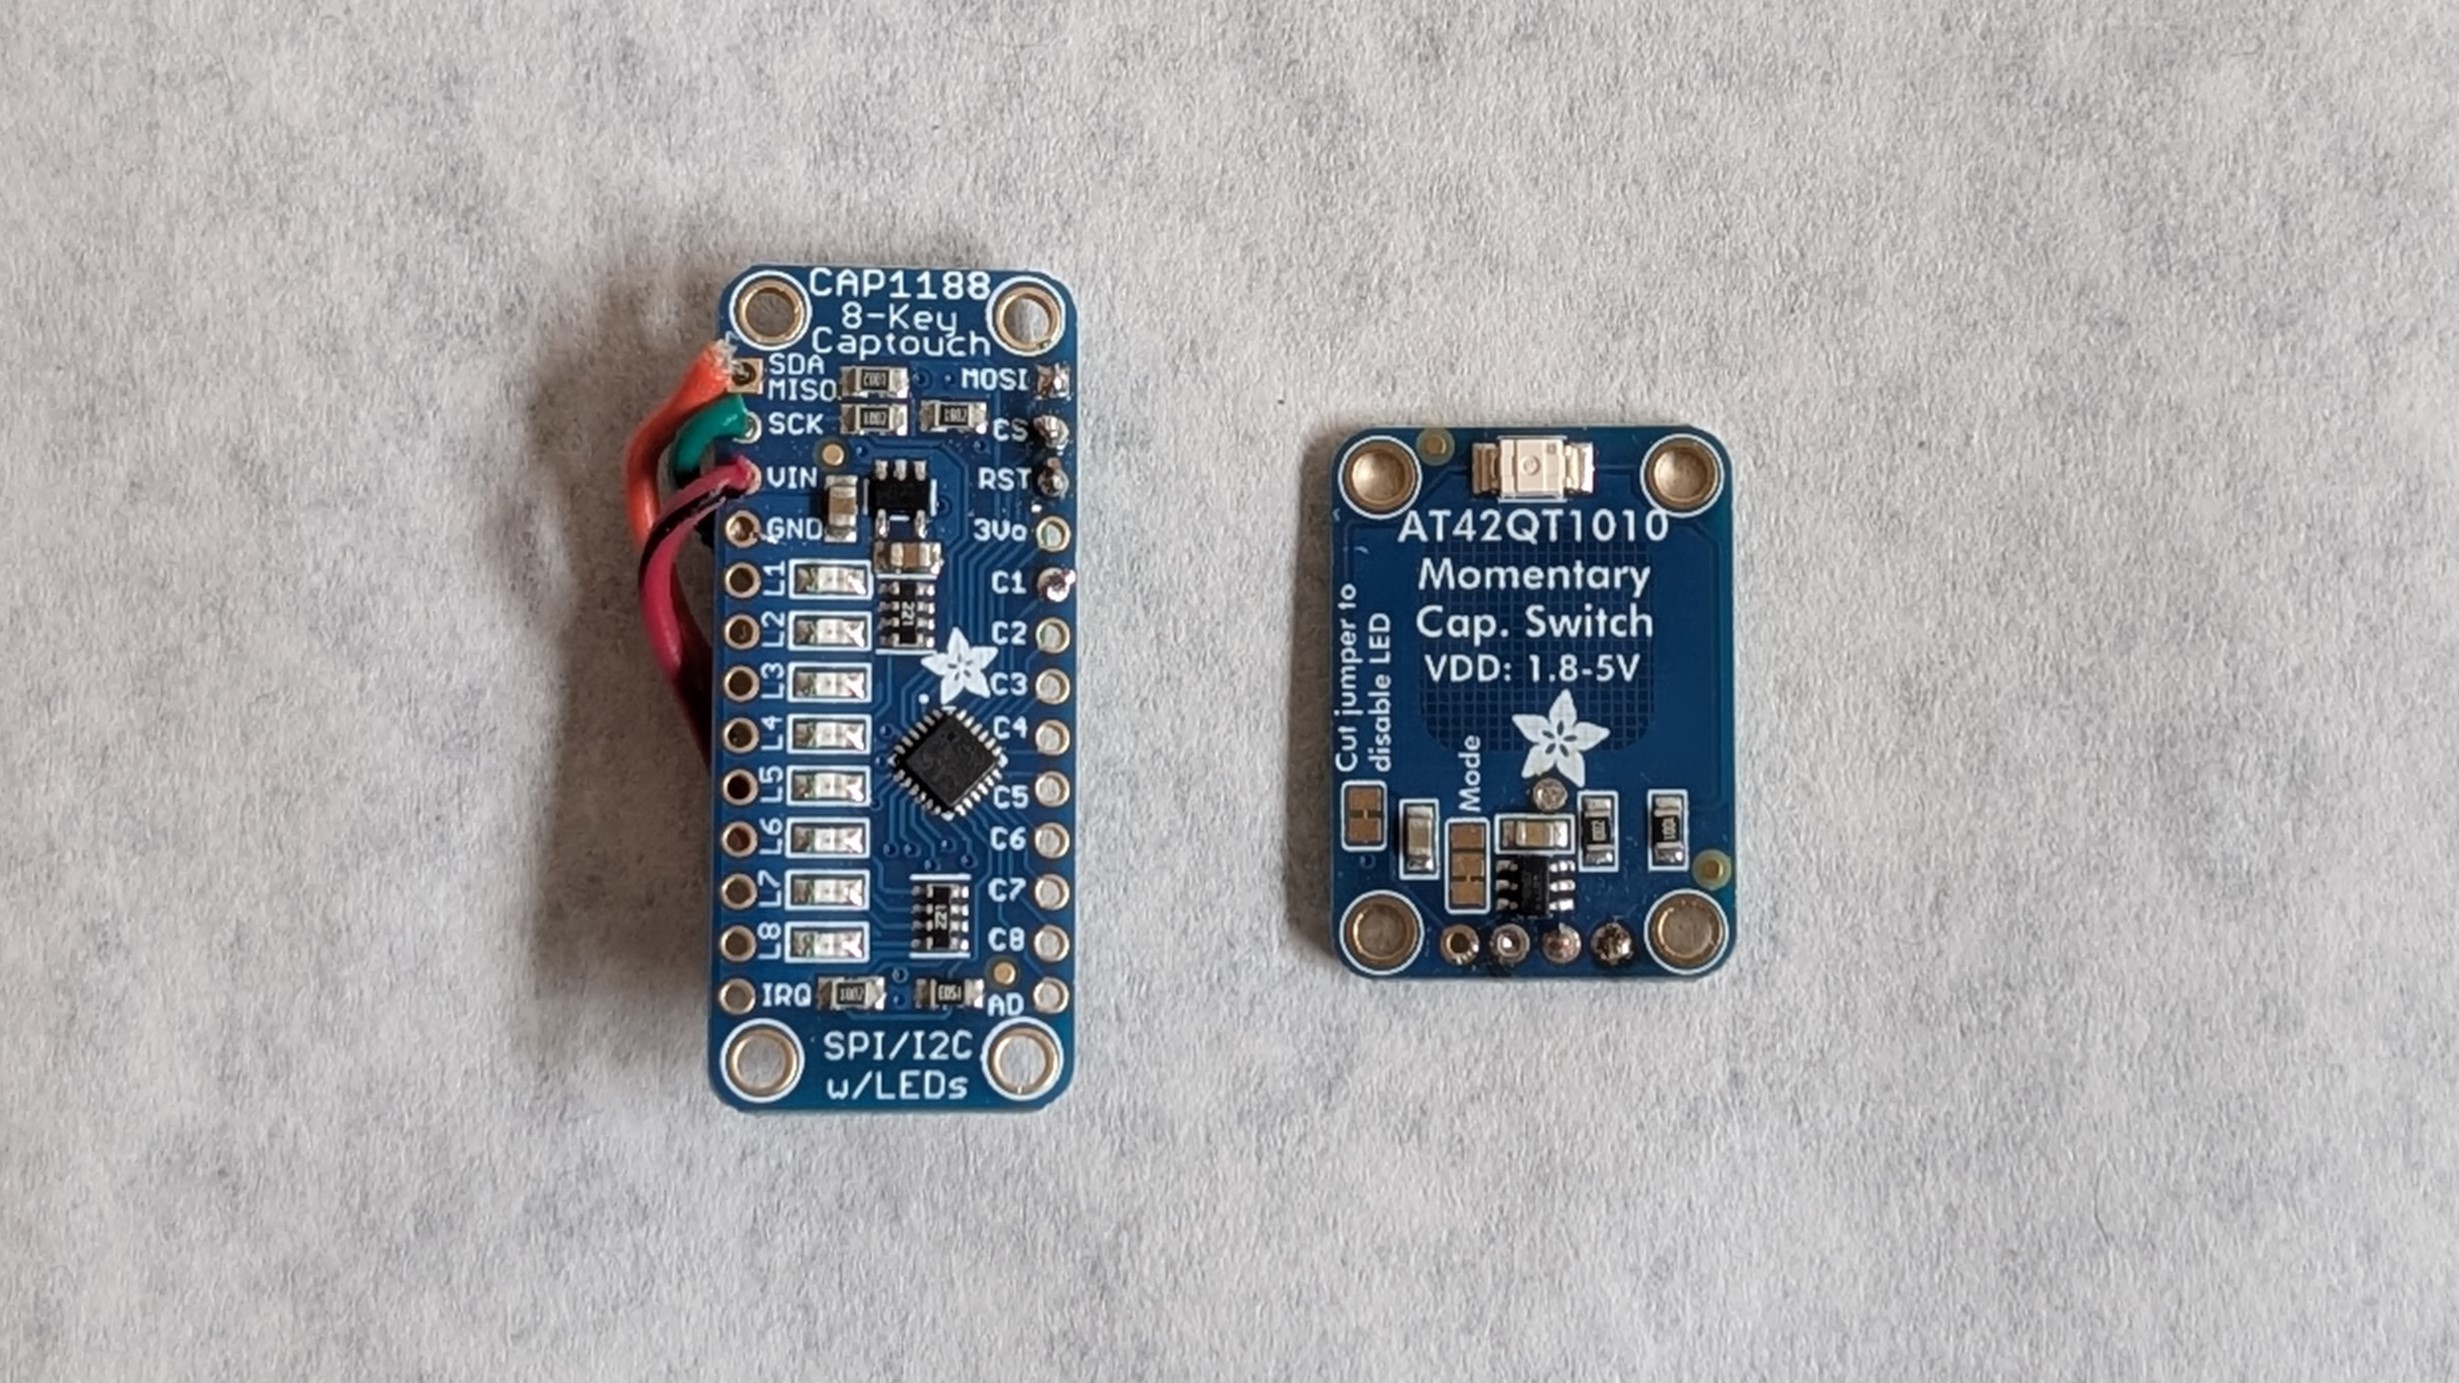 CAP1188
8-Key
Captouch
SDA
MISO
MOSI
SCK
CS
VIN
RST
GND
3Vo
L1
C1
L2
C2
L3
C3
L4
C4
L5
C5
L6
C6
L7
C7
L8
C8
IRQ
AD
221
SPI/I2C
w/LEDs
AT42QT1010
Momentary
Cap. Switch
VDD: 1.8-5V
Cut jumper to
disable LED
Mode